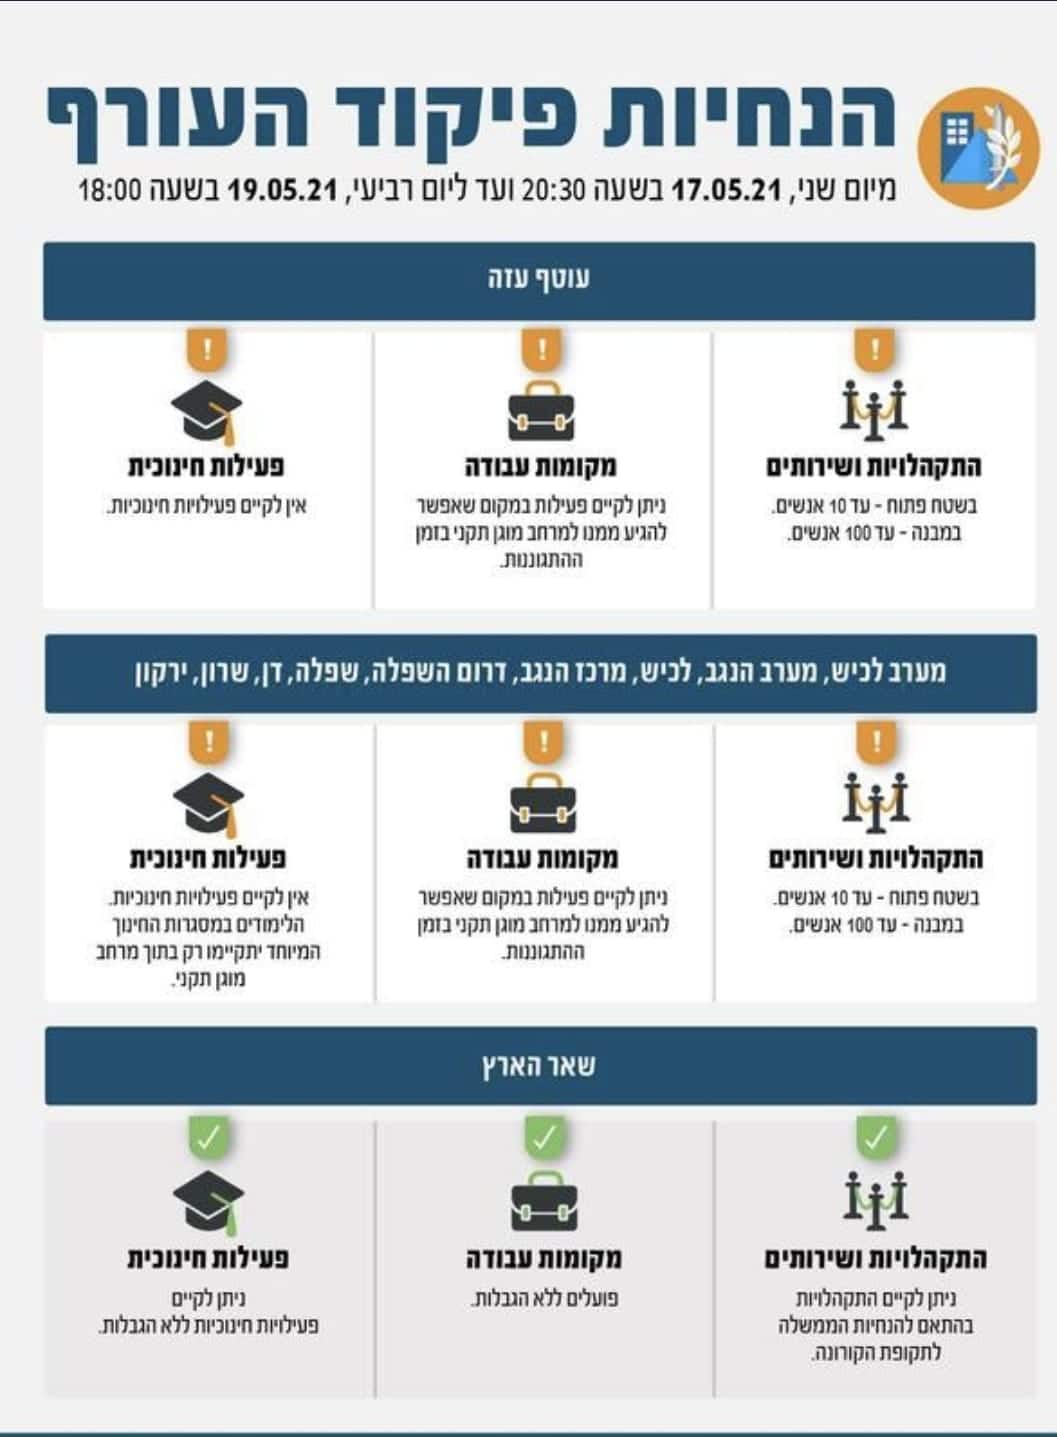 הנחיות פיקוד העורף
מיום שני, 17.05.21 בשעה 20:30 ועד ליום רביעי, 19.05.21 בשעה 18:00
עוטף עזה
!
התקהלויות ושירותים
בשטח פתוח - עד 10 אנשים.
במבנה - עד 100 אנשים.
!
מקומות עבודה
ניתן לקיים פעילות במקום שאפשר
להגיע ממנו למרחב מוגן תקני בזמן
ההתגוננות.
!
פעילות חינוכית
אין לקיים פעילויות חינוכיות.
מערב לכיש, מערב הנגב, לכיש, מרכז הנגב, דרום השפלה, שפלה, דן, שרון, ירקון
!
התקהלויות ושירותים
בשטח פתוח - עד 10 אנשים.
במבנה - עד 100 אנשים.
!
מקומות עבודה
ניתן לקיים פעילות במקום שאפשר
להגיע ממנו למרחב מוגן תקני בזמן
ההתגוננות.
!
פעילות חינוכית
אין לקיים פעילויות חינוכיות.
הלימודים במסגרות החינוך
המיוחד יתקיימו רק בתוך מרחב
מוגן תקני.
שאר הארץ
התקהלויות ושירותים
ניתן לקיים התקהלויות
בהתאם להנחיות הממשלה
לתקופת הקורונה.
מקומות עבודה
פועלים ללא הגבלות.
פעילות חינוכית
ניתן לקיים
פעילויות חינוכיות ללא הגבלות.